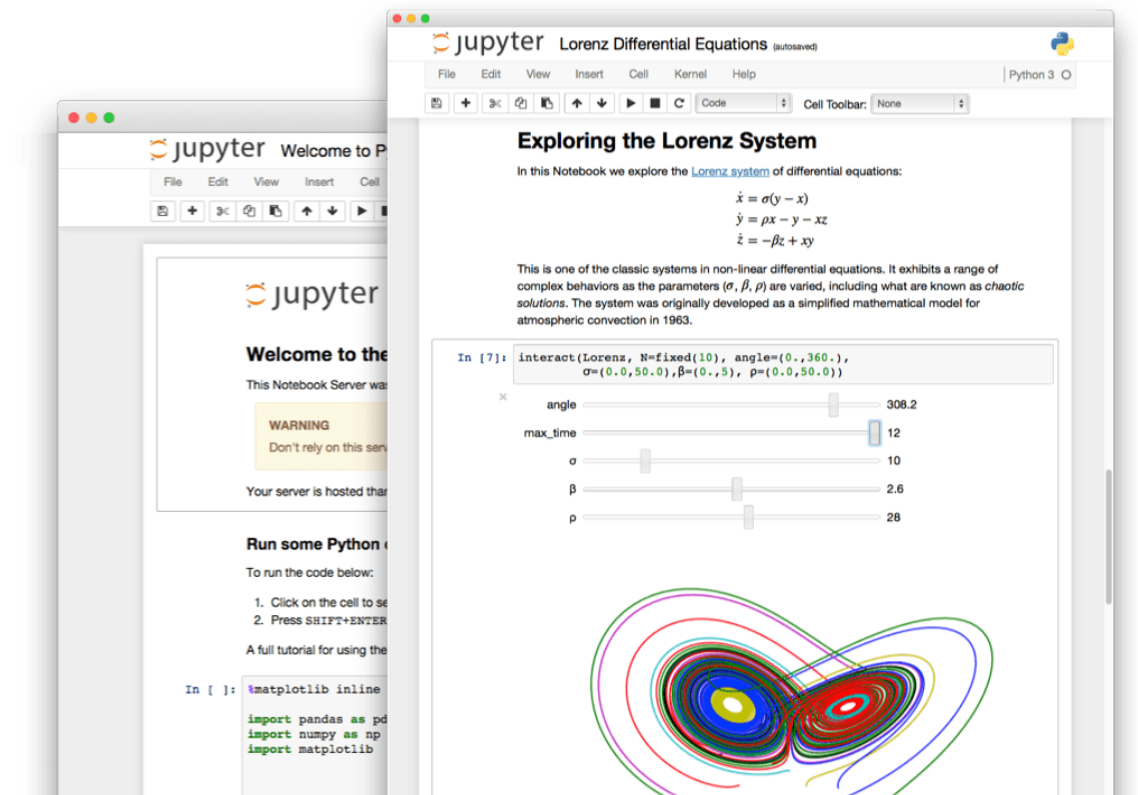 jupyter Lorenz Differential Equations (autosaved)
File Edit View Insert Cell Kernel Help Python 3
Code Cell Toolbar: None
Exploring the Lorenz System
In this Notebook we explore the Lorenz system of differential equations:
ẋ = σ(y − x)
ẏ = ρx − y − xz
ż = −βz + xy
This is one of the classic systems in non-linear differential equations. It exhibits a range of
complex behaviors as the parameters (σ, β, ρ) are varied, including what are known as chaotic
solutions. The system was originally developed as a simplified mathematical model for
atmospheric convection in 1963.
In [7]: interact(Lorenz, N=fixed(10), angle=(0.,360.),
σ=(0.0,50.0),β=(0.,5), ρ=(0.0,50.0))
×
angle 308.2
max_time 12
σ 10
β 2.6
ρ 28
jupyter Welcome to P
File Edit View Insert Cell
jupyter
Welcome to the
This Notebook Server was
WARNING
Don't rely on this serv
Your server is hosted than
Run some Python
To run the code below:
1. Click on the cell to se
2. Press SHIFT+ENTER
A full tutorial for using the
In [ ]: %matplotlib inline
import pandas as pd
import numpy as np
import matplotlib